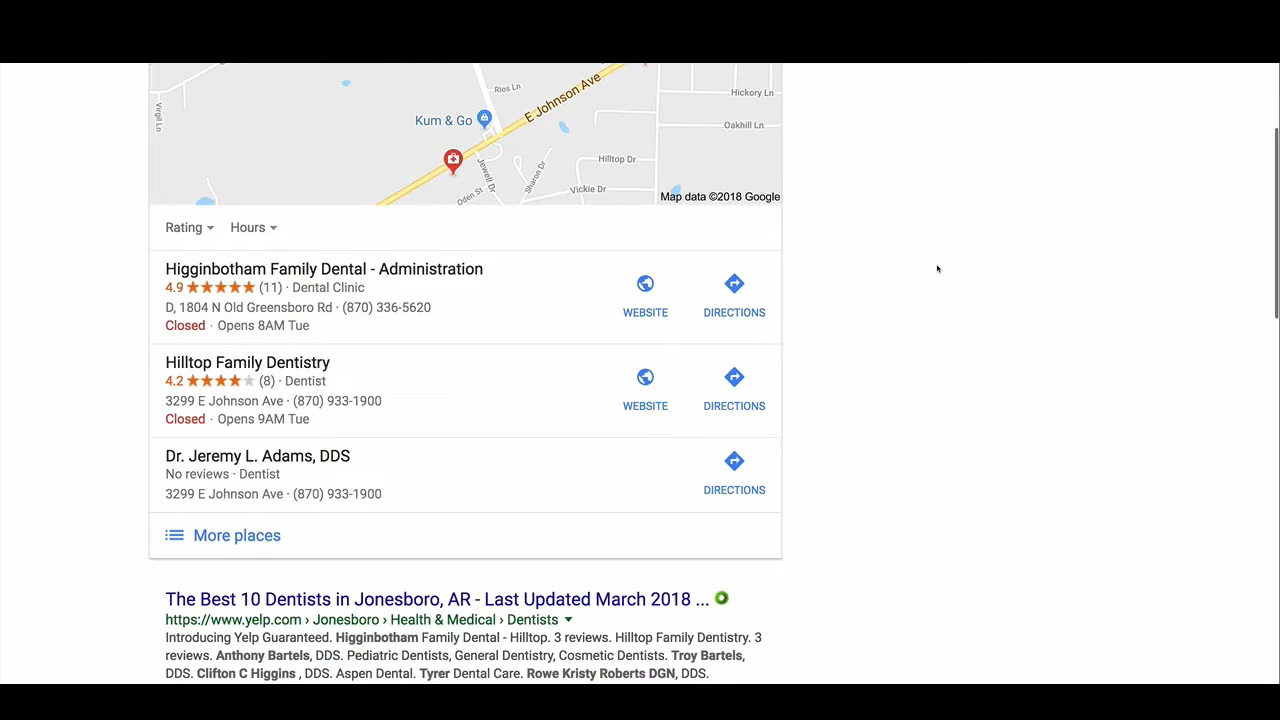 Rios Ln
E Johnson Ave
Hickory Ln
Virgil Ln
Kum & Go
Oakhill Ln
Hilltop Dr
Jewell Dr
Sharon Dr
Vickie Dr
Oden St
Map data ©2018 Google
Rating Hours
Higginbotham Family Dental - Administration
4.9 (11) · Dental Clinic
D, 1804 N Old Greensboro Rd · (870) 336-5620
Closed · Opens 8AM Tue
WEBSITE DIRECTIONS
Hilltop Family Dentistry
4.2 (8) · Dentist
3299 E Johnson Ave · (870) 933-1900
Closed · Opens 9AM Tue
WEBSITE DIRECTIONS
Dr. Jeremy L. Adams, DDS
No reviews · Dentist
3299 E Johnson Ave · (870) 933-1900
DIRECTIONS
More places
The Best 10 Dentists in Jonesboro, AR - Last Updated March 2018 ...
https://www.yelp.com › Jonesboro › Health & Medical › Dentists
Introducing Yelp Guaranteed. Higginbotham Family Dental - Hilltop. 3 reviews. Hilltop Family Dentistry. 3
reviews. Anthony Bartels, DDS. Pediatric Dentists, General Dentistry, Cosmetic Dentists. Troy Bartels,
DDS. Clifton C Higgins , DDS. Aspen Dental. Tyrer Dental Care. Rowe Kristy Roberts DGN, DDS.